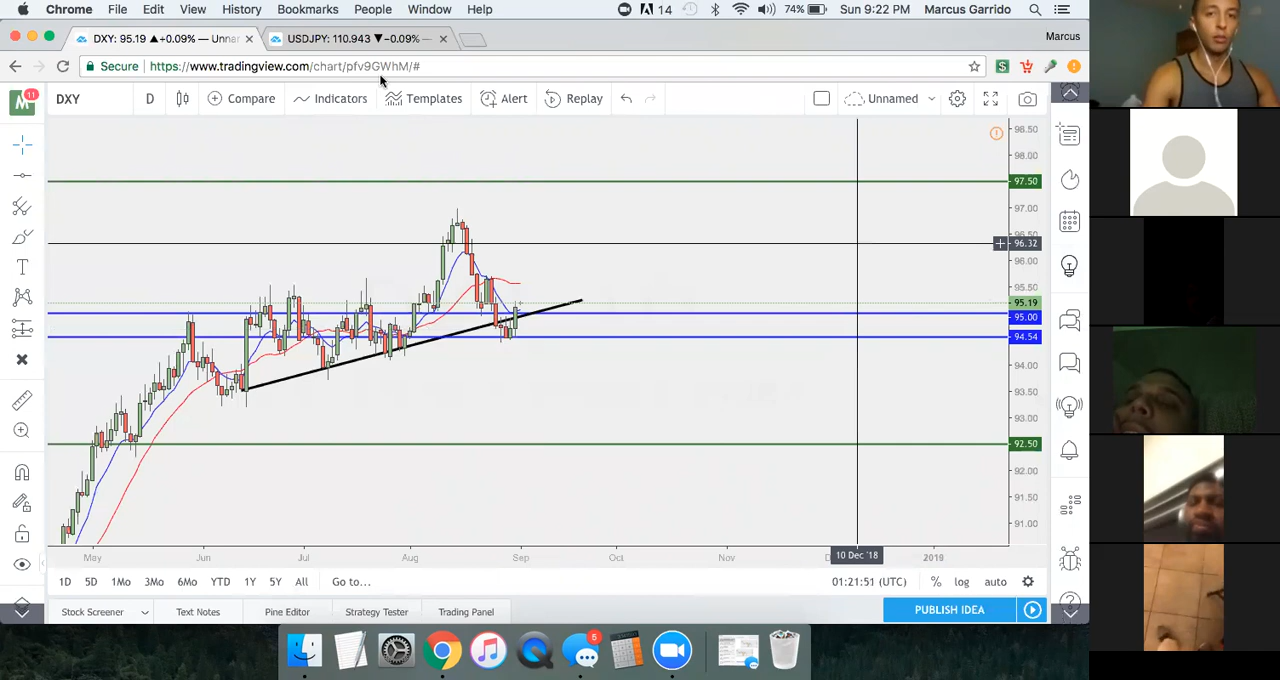 Chrome File Edit View History Bookmarks People Window Help 14 74% Sun 9:22 PM Marcus Garrido
DXY: 95.19 ▲+0.09% — Unna × USDJPY: 110.943 ▼−0.09% — × Marcus
Secure https://www.tradingview.com/chart/pfv9GWhM/#
M 11 DXY D Compare Indicators Templates Alert Replay Unnamed
98.50
98.00
97.50
97.00
96.50
96.32
96.00
95.50
95.19
95.00
94.54
94.00
93.50
93.00
92.50
92.00
91.50
91.00
May Jun Jul Aug Sep Oct Nov D 10 Dec '18 2019
1D 5D 1Mo 3Mo 6Mo YTD 1Y 5Y All Go to... 01:21:51 (UTC) % log auto
Stock Screener Text Notes Pine Editor Strategy Tester Trading Panel PUBLISH IDEA
5